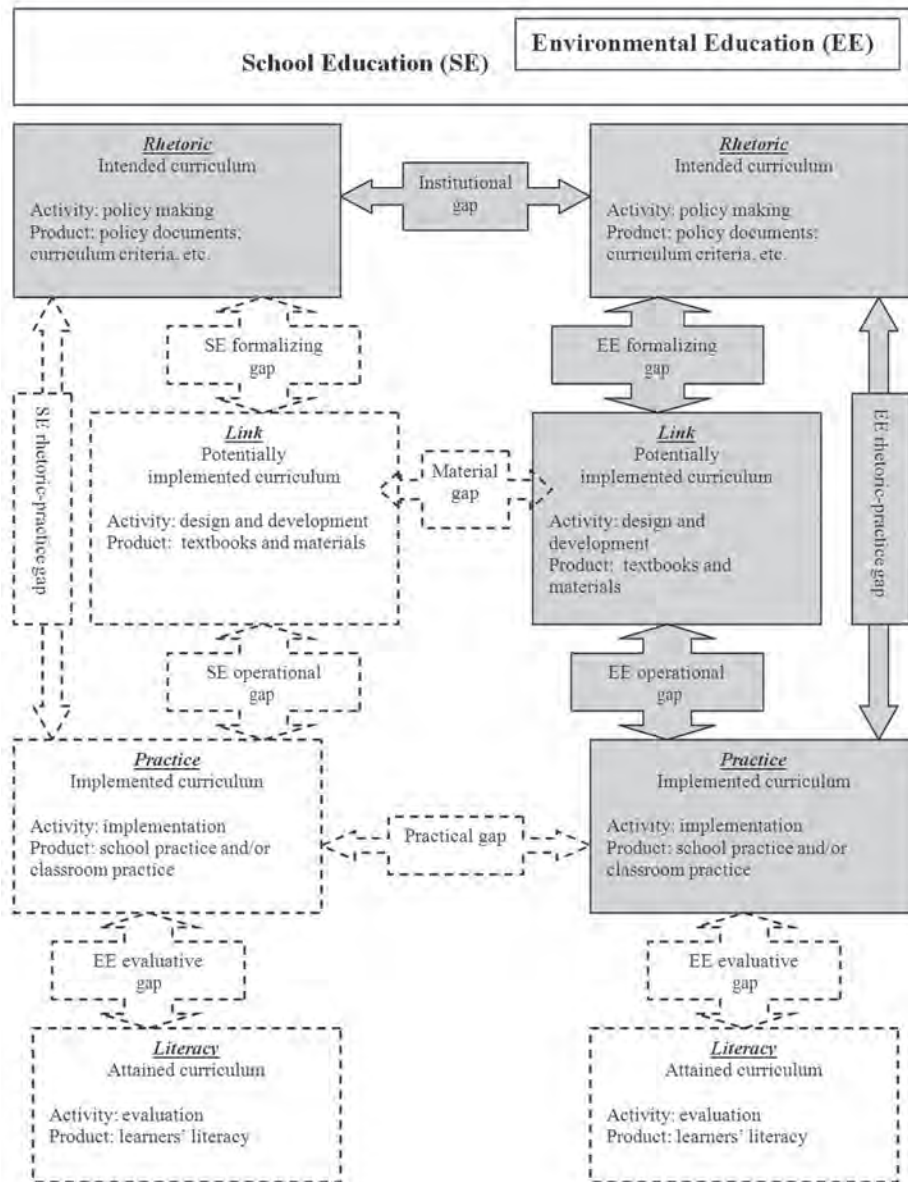 School Education (SE)
Environmental Education (EE)
Rhetoric
Intended curriculum
Activity: policy making
Product: policy documents;
curriculum criteria, etc.
Institutional
gap
Rhetoric
Intended curriculum
Activity: policy making
Product: policy documents;
curriculum criteria, etc.
SE formalizing
gap
EE formalizing
gap
SE rhetoric-practice gap
Link
Potentially
implemented curriculum
Activity: design and development
Product: textbooks and materials
Material
gap
Link
Potentially
implemented curriculum
Activity: design and
development
Product: textbooks and
materials
EE rhetoric-practice gap
SE operational
gap
EE operational
gap
Practice
Implemented curriculum
Activity: implementation
Product: school practice and/or
classroom practice
Practical gap
Practice
Implemented curriculum
Activity: implementation
Product: school practice and/or
classroom practice
EE evaluative
gap
EE evaluative
gap
Literacy
Attained curriculum
Activity: evaluation
Product: learners' literacy
Literacy
Attained curriculum
Activity: evaluation
Product: learners' literacy